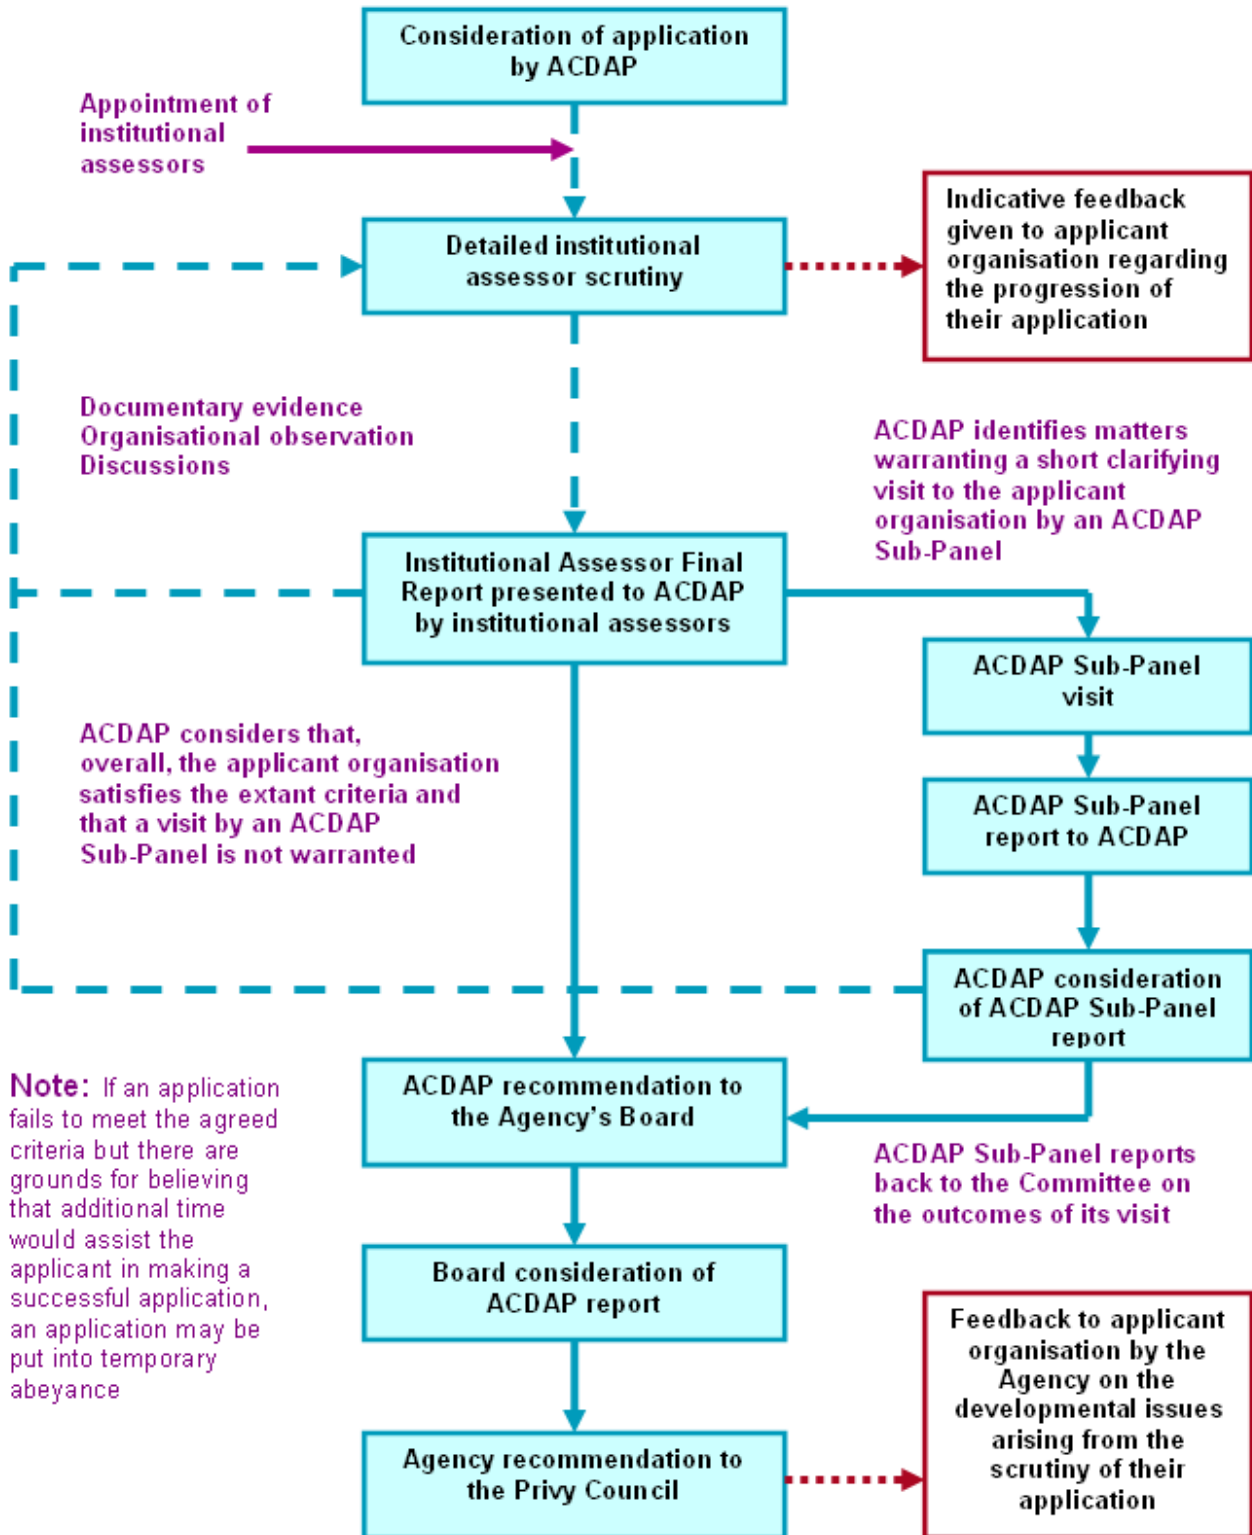 Consideration of application
by ACDAP
Appointment of
institutional
assessors
Indicative feedback
given to applicant
organisation regarding
the progression of
their application
Detailed institutional
assessor scrutiny
Documentary evidence
Organisational observation
Discussions
ACDAP identifies matters
warranting a short clarifying
visit to the applicant
organisation by an ACDAP
Sub-Panel
Institutional Assessor Final
Report presented to ACDAP
by institutional assessors
ACDAP Sub-Panel
visit
ACDAP considers that,
overall, the applicant organisation
satisfies the extant criteria and
that a visit by an ACDAP
Sub-Panel is not warranted
ACDAP Sub-Panel
report to ACDAP
ACDAP consideration
of ACDAP Sub-Panel
report
Note: If an application
fails to meet the agreed
criteria but there are
grounds for believing
that additional time
would assist the
applicant in making a
successful application,
an application may be
put into temporary
abeyance
ACDAP recommendation to
the Agency's Board
ACDAP Sub-Panel reports
back to the Committee on
the outcomes of its visit
Board consideration of
ACDAP report
Feedback to applicant
organisation by the
Agency on the
developmental issues
arising from the
scrutiny of their
application
Agency recommendation to
the Privy Council